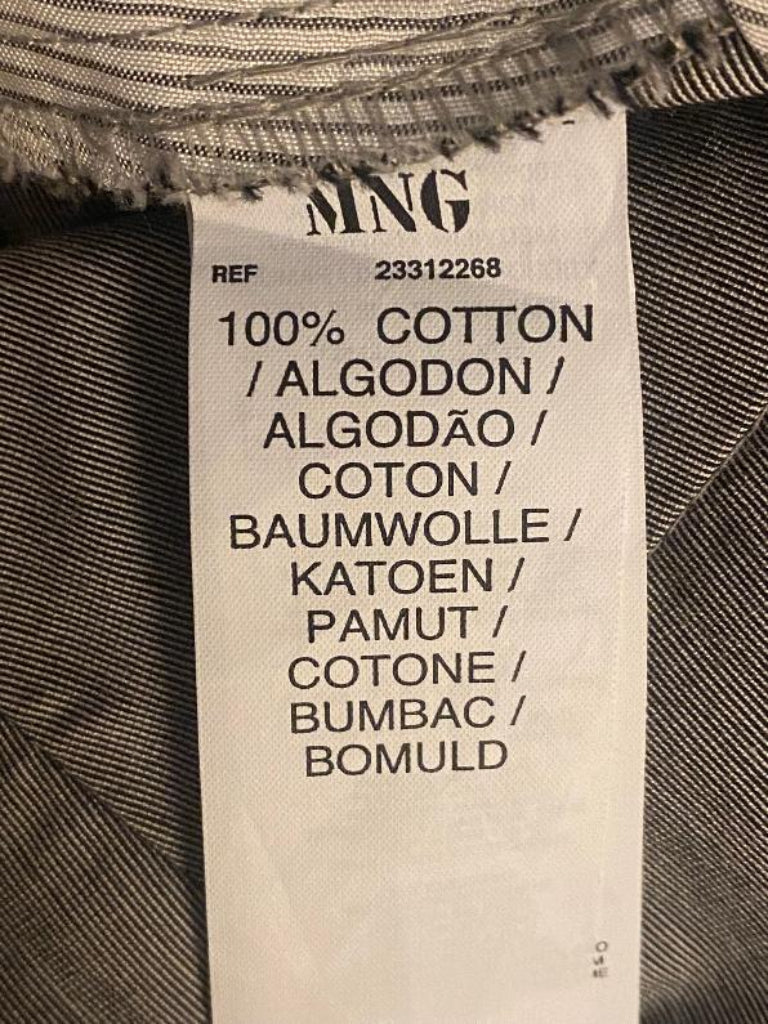 MNG
REF 23312268
100% COTTON
/ ALGODON /
ALGODÃO /
COTON /
BAUMWOLLE /
KATOEN /
PAMUT /
COTONE /
BUMBAC /
BOMULD